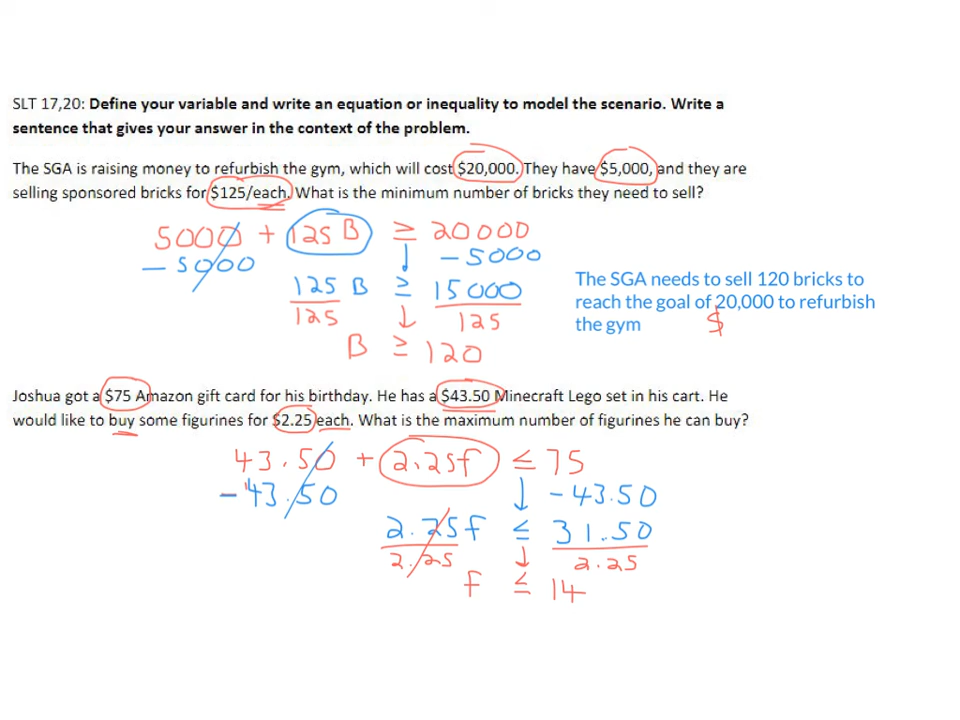 SLT 17,20: Define your variable and write an equation or inequality to model the scenario. Write a
sentence that gives your answer in the context of the problem.
The SGA is raising money to refurbish the gym, which will cost $20,000. They have $5,000, and they are
selling sponsored bricks for $125/each. What is the minimum number of bricks they need to sell?
5000 + 125 B ≥ 20000
- 5000 ↓ - 5000
125 B ≥ 15000
125 ↓ 125
B ≥ 120
The SGA needs to sell 120 bricks to
reach the goal of 20,000 to refurbish
the gym $
Joshua got a $75 Amazon gift card for his birthday. He has a $43.50 Minecraft Lego set in his cart. He
would like to buy some figurines for $2.25 each. What is the maximum number of figurines he can buy?
43.50 + 2.25f ≤ 75
-43.50 ↓ -43.50
2.25f ≤ 31.50
2.25 ↓ 2.25
f ≤ 14